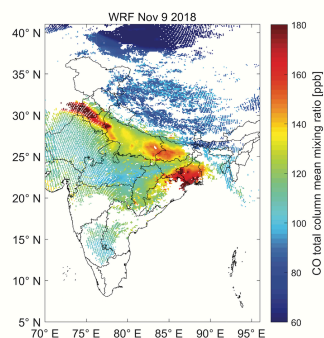 WRF Nov 9 2018
40° N
35° N
30° N
25° N
20° N
15° N
10° N
5° N
70° E 75° E 80° E 85° E 90° E 95° E
180
160
140
120
100
80
60
CO total column mean mixing ratio [ppb]